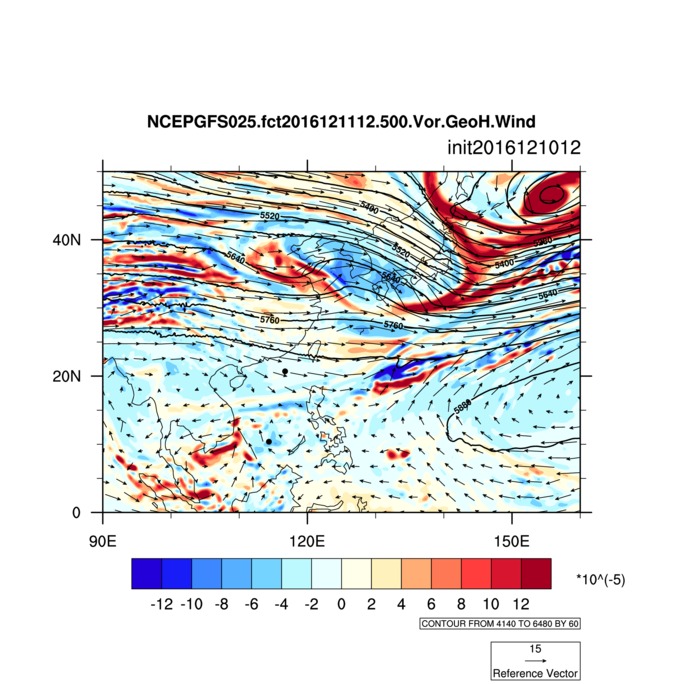 NCEPGFS025.fct2016121112.500.Vor.GeoH.Wind
init2016121012
5400
5520
5520
5640
5640
5300
5400
5640
5760
5760
5880
40N
20N
0
90E 120E 150E
-12 -10 -8 -6 -4 -2 0 2 4 6 8 10 12
*10^(-5)
CONTOUR FROM 4140 TO 6480 BY 60
15
Reference Vector